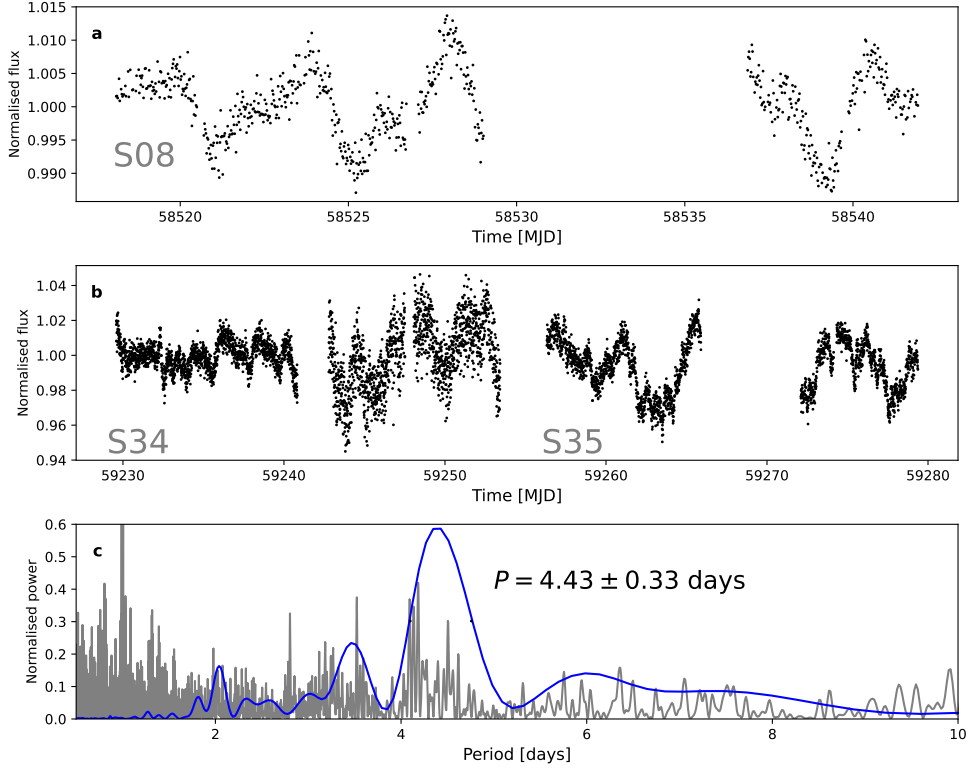 1.015
1.010
1.005
1.000
0.995
0.990
Normalised flux
a
S08
58520 58525 58530 58535 58540
Time [MJD]
1.04
1.02
1.00
0.98
0.96
0.94
Normalised flux
b
S34 S35
59230 59240 59250 59260 59270 59280
Time [MJD]
0.6
0.5
0.4
0.3
0.2
0.1
0.0
Normalised power
c
P = 4.43 ± 0.33 days
2 4 6 8 10
Period [days]